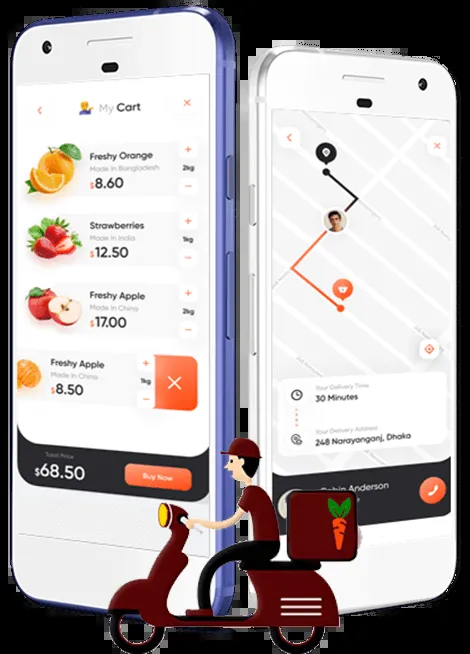 My Cart
Freshy Orange
Made In Bangladesh
$8.60
+
2kg
−
Strawberries
Made In India
$12.50
+
1kg
−
Freshy Apple
Made In China
$17.00
+
2kg
−
Freshy Apple
Made In China
$8.50
+
1kg
−
Total Price
$68.50
Buy Now
Your Delivery Time
30 Minutes
Your Delivery Address
248 Narayanganj, Dhaka
Anderson